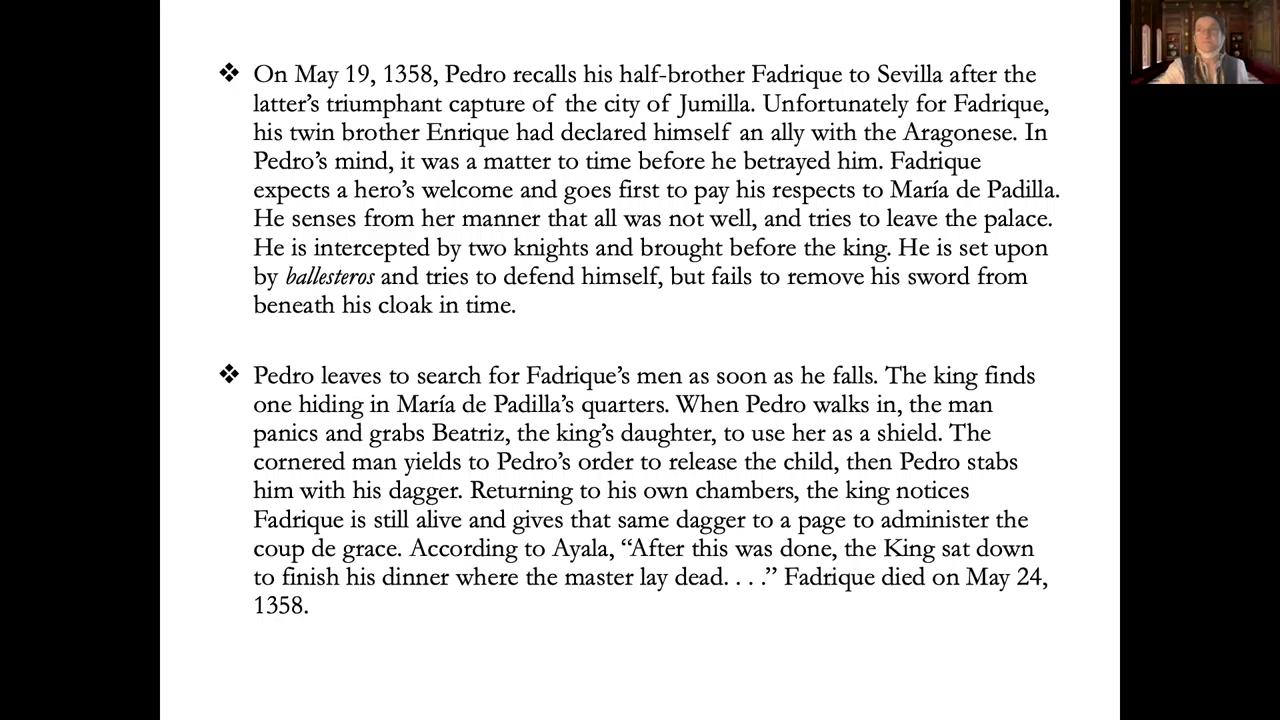 ❖ On May 19, 1358, Pedro recalls his half-brother Fadrique to Sevilla after the
latter’s triumphant capture of the city of Jumilla. Unfortunately for Fadrique,
his twin brother Enrique had declared himself an ally with the Aragonese. In
Pedro’s mind, it was a matter to time before he betrayed him. Fadrique
expects a hero’s welcome and goes first to pay his respects to María de Padilla.
He senses from her manner that all was not well, and tries to leave the palace.
He is intercepted by two knights and brought before the king. He is set upon
by ballesteros and tries to defend himself, but fails to remove his sword from
beneath his cloak in time.
❖ Pedro leaves to search for Fadrique’s men as soon as he falls. The king finds
one hiding in María de Padilla’s quarters. When Pedro walks in, the man
panics and grabs Beatriz, the king’s daughter, to use her as a shield. The
cornered man yields to Pedro’s order to release the child, then Pedro stabs
him with his dagger. Returning to his own chambers, the king notices
Fadrique is still alive and gives that same dagger to a page to administer the
coup de grace. According to Ayala, “After this was done, the King sat down
to finish his dinner where the master lay dead. . . .” Fadrique died on May 24,
1358.